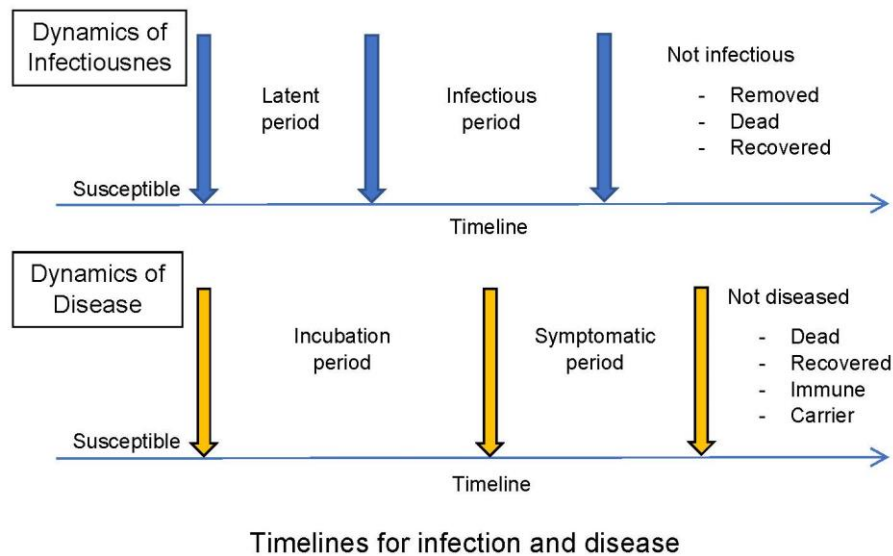 Dynamics of
Infectiousnes
Latent
period
Infectious
period
Not infectious
- Removed
- Dead
- Recovered
Susceptible
Timeline
Dynamics of
Disease
Incubation
period
Symptomatic
period
Not diseased
- Dead
- Recovered
- Immune
- Carrier
Susceptible
Timeline
Timelines for infection and disease